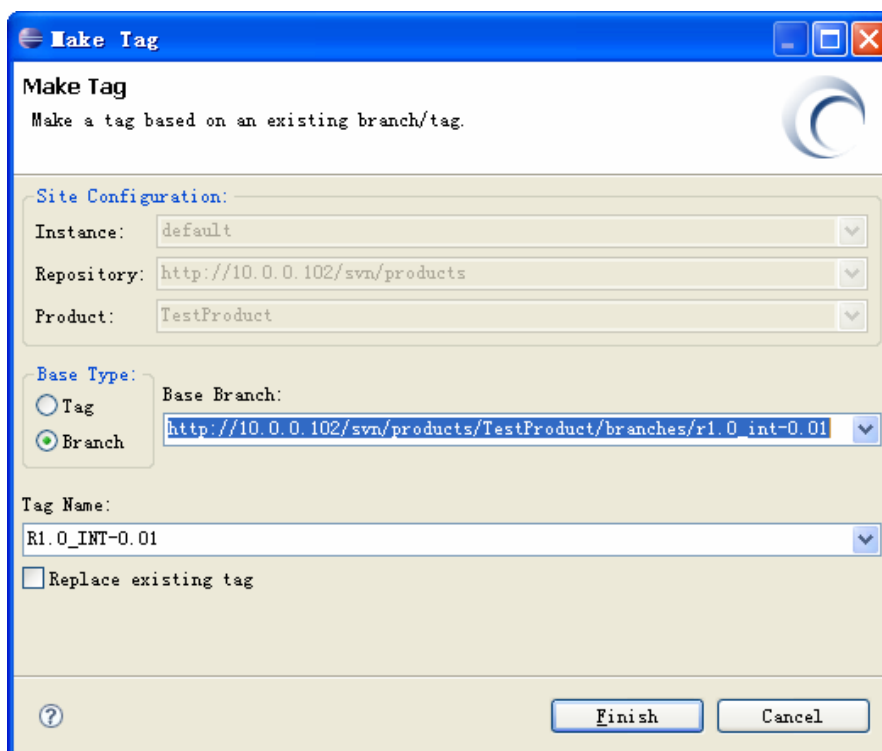 Make Tag
Make Tag
Make a tag based on an existing branch/tag.
Site Configuration:
Instance: default
Repository: http://10.0.0.102/svn/products
Product: TestProduct
Base Type:
Tag
Branch
Base Branch:
http://10.0.0.102/svn/products/TestProduct/branches/r1.0_int-0.01
Tag Name:
R1.0_INT-0.01
Replace existing tag
Finish Cancel